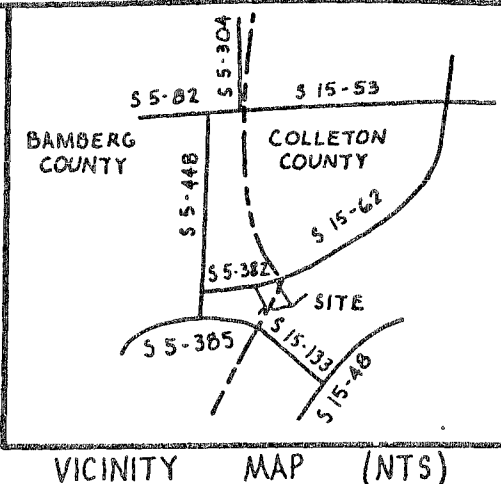 S 5-304
S 5-82
S 15-53
BAMBERG
COUNTY
COLLETON
COUNTY
S 5-448
S 15-62
S 5-382
SITE
S 5-385
S 15-133
S 15-48
VICINITY MAP (NTS)